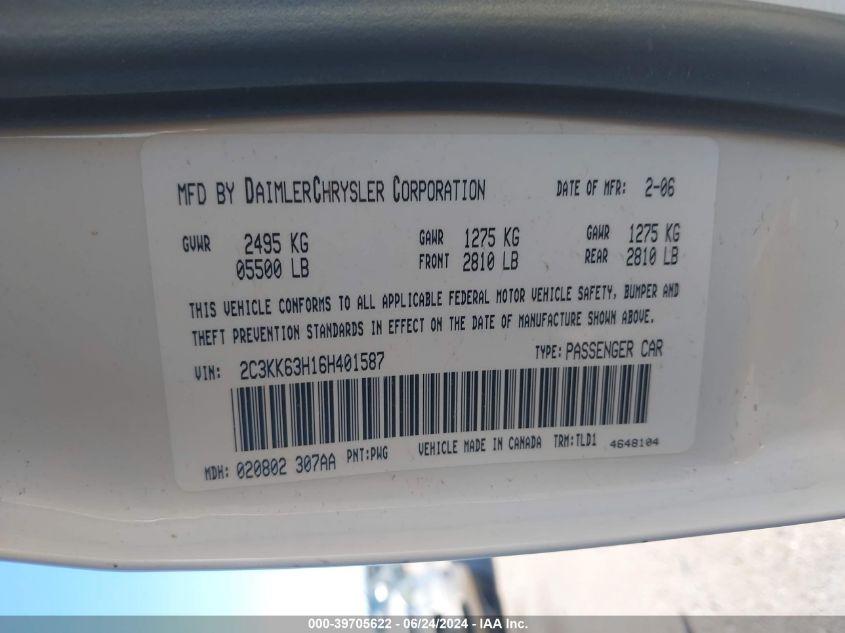 MFD BY DAIMLERCHRYSLER CORPORATION DATE OF MFR: 2-06
GVWR 2495 KG GAWR 1275 KG GAWR 1275 KG
05500 LB FRONT 2810 LB REAR 2810 LB
THIS VEHICLE CONFORMS TO ALL APPLICABLE FEDERAL MOTOR VEHICLE SAFETY, BUMPER AND
THEFT PREVENTION STANDARDS IN EFFECT ON THE DATE OF MANUFACTURE SHOWN ABOVE.
VIN: 2C3KK63H16H401587 TYPE: PASSENGER CAR
MDH: 020802 307AA PNT:PWG VEHICLE MADE IN CANADA TRM:TLD1 4648104
000-39705622 - 06/24/2024 - IAA Inc.